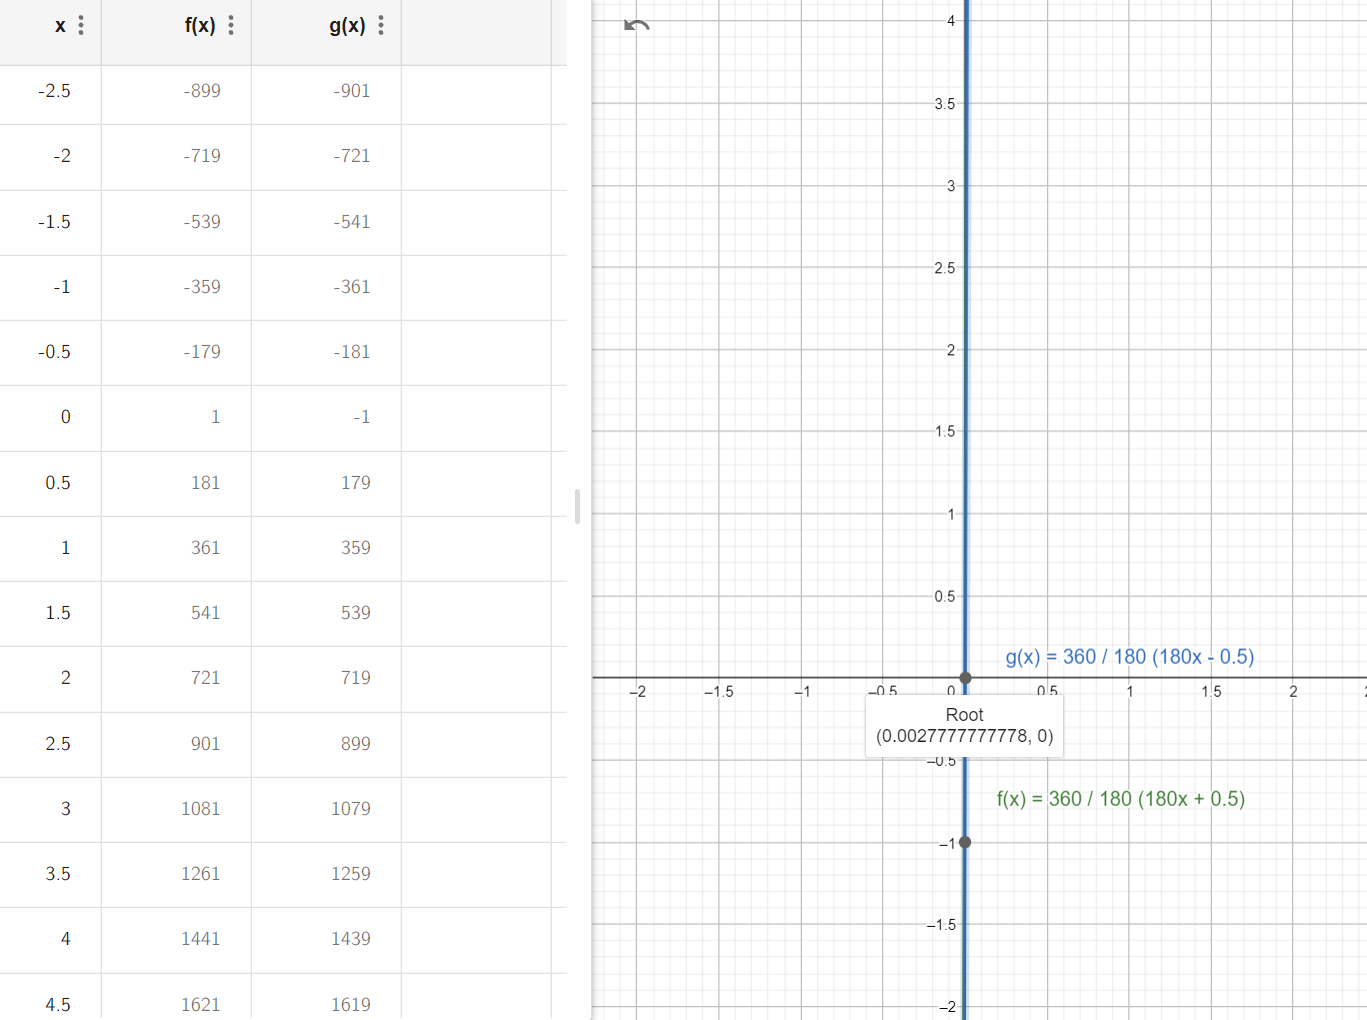 x f(x) g(x)
-2.5 -899 -901
-2 -719 -721
-1.5 -539 -541
-1 -359 -361
-0.5 -179 -181
0 1 -1
0.5 181 179
1 361 359
1.5 541 539
2 721 719
2.5 901 899
3 1081 1079
3.5 1261 1259
4 1441 1439
4.5 1621 1619
4
3.5
3
2.5
2
1.5
1
0.5
g(x) = 360 / 180 (180x - 0.5)
–2 –1.5 –1 –0.5 0 0.5 1 1.5 2
Root
(0.0027777777778, 0)
–0.5
f(x) = 360 / 180 (180x + 0.5)
–1
–1.5
–2